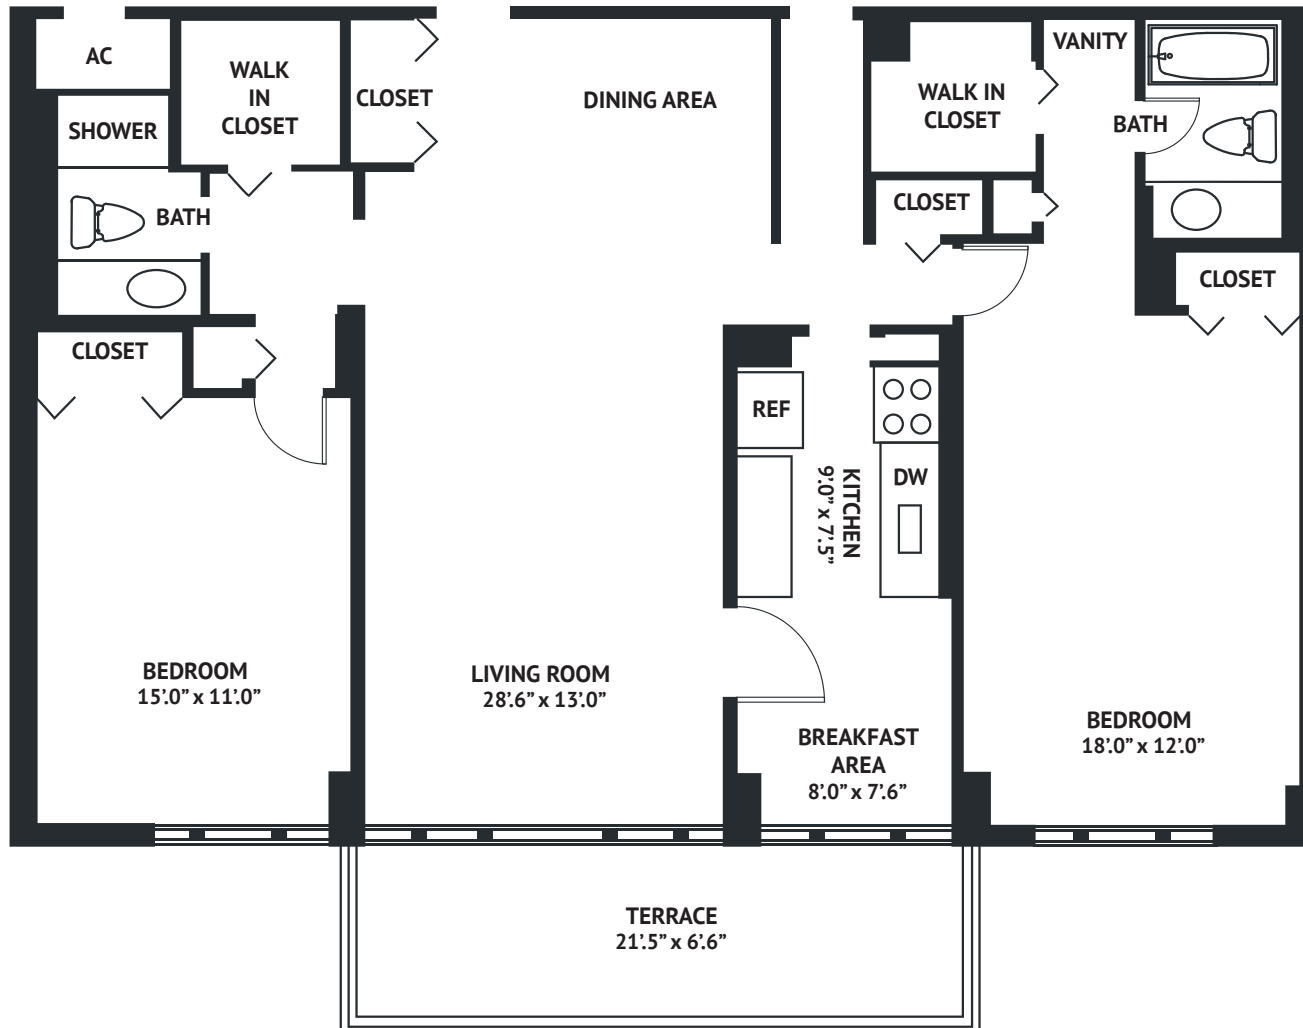 AC
WALK
IN
CLOSET
CLOSET
DINING AREA
WALK IN
CLOSET
VANITY
BATH
SHOWER
BATH
CLOSET
CLOSET
CLOSET
REF
DW
KITCHEN
9'.0” x 7'.5”
BEDROOM
15'.0” x 11'.0”
LIVING ROOM
28'.6” x 13'.0”
BREAKFAST
AREA
8'.0” x 7'.6”
BEDROOM
18'.0” x 12'.0”
TERRACE
21'.5” x 6'.6”